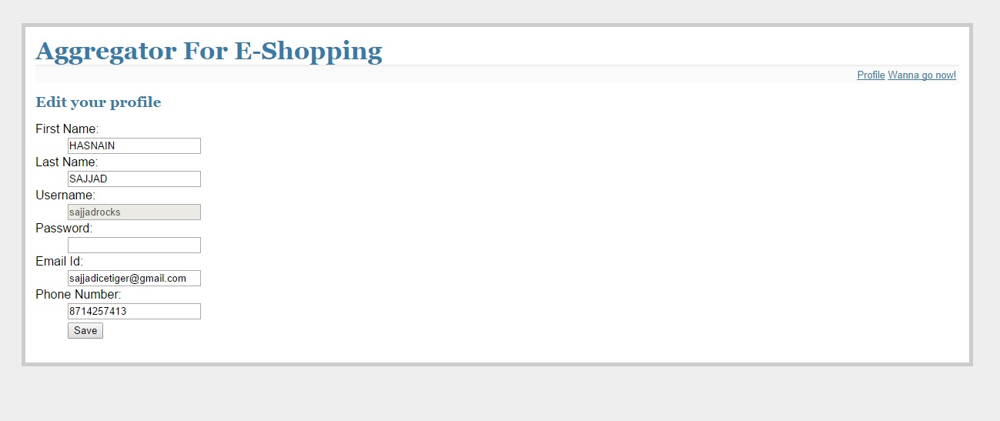 Aggregator For E-Shopping
Profile Wanna go now!
Edit your profile
First Name:
HASNAIN
Last Name:
SAJJAD
Username:
sajjadrocks
Password:
Email Id:
sajjadicetiger@gmail.com
Phone Number:
8714257413
Save